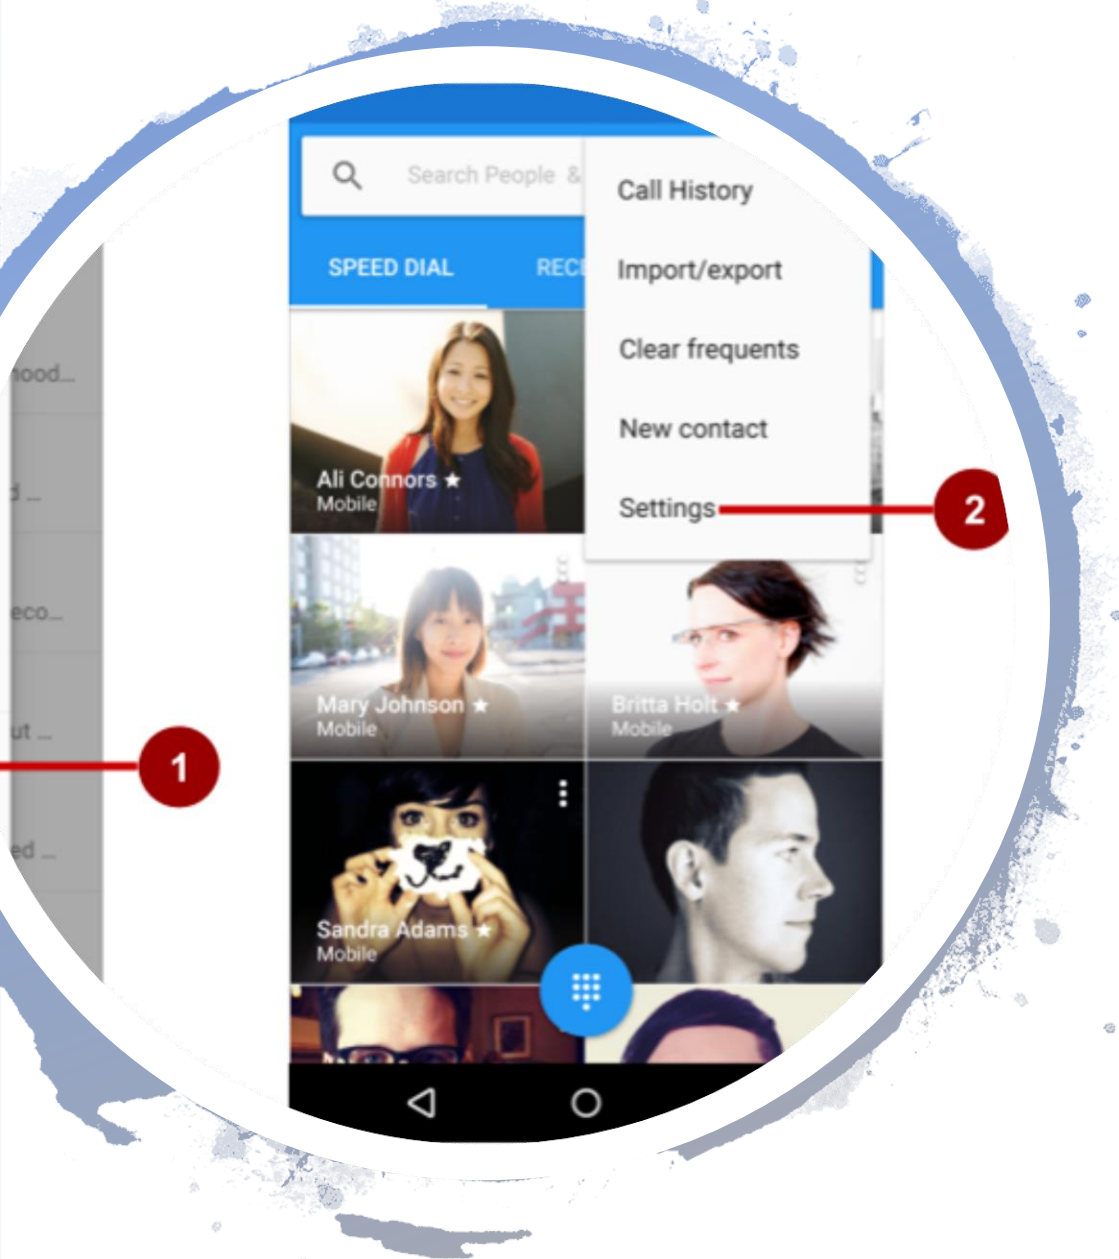 Search People &
Call History
Import/export
Clear frequents
New contact
Settings
2
SPEED DIAL
Ali Connors ★
Mobile
Mary Johnson ★
Mobile
Britta Holt ★
Mobile
Sandra Adams ★
Mobile
1